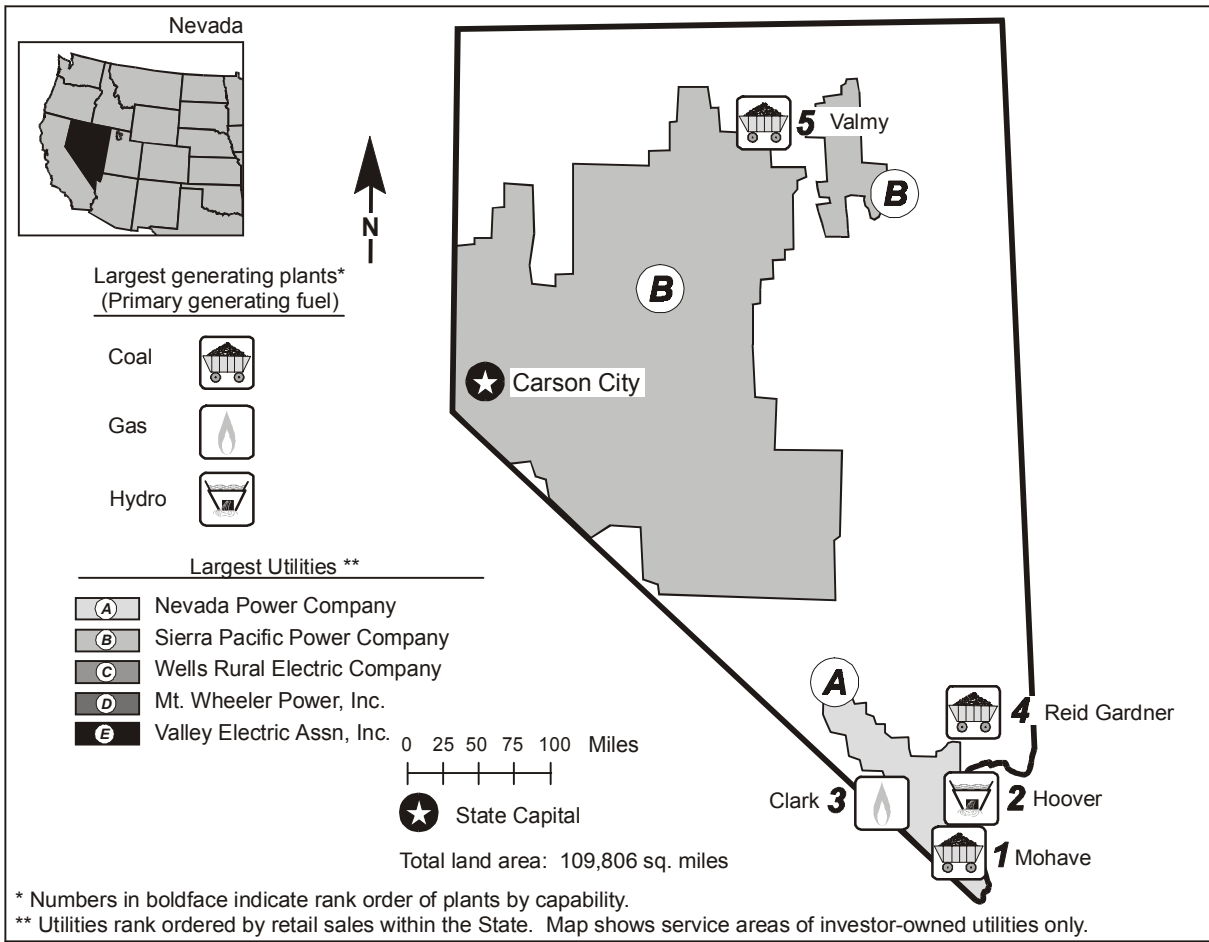 Nevada
N
Largest generating plants*
(Primary generating fuel)
Coal
Gas
Hydro
Largest Utilities **
A Nevada Power Company
B Sierra Pacific Power Company
C Wells Rural Electric Company
D Mt. Wheeler Power, Inc.
E Valley Electric Assn, Inc.
0 25 50 75 100 Miles
State Capital
Total land area: 109,806 sq. miles
5 Valmy
B
B
Carson City
A
4 Reid Gardner
Clark 3
2 Hoover
1 Mohave
* Numbers in boldface indicate rank order of plants by capability.
** Utilities rank ordered by retail sales within the State. Map shows service areas of investor-owned utilities only.